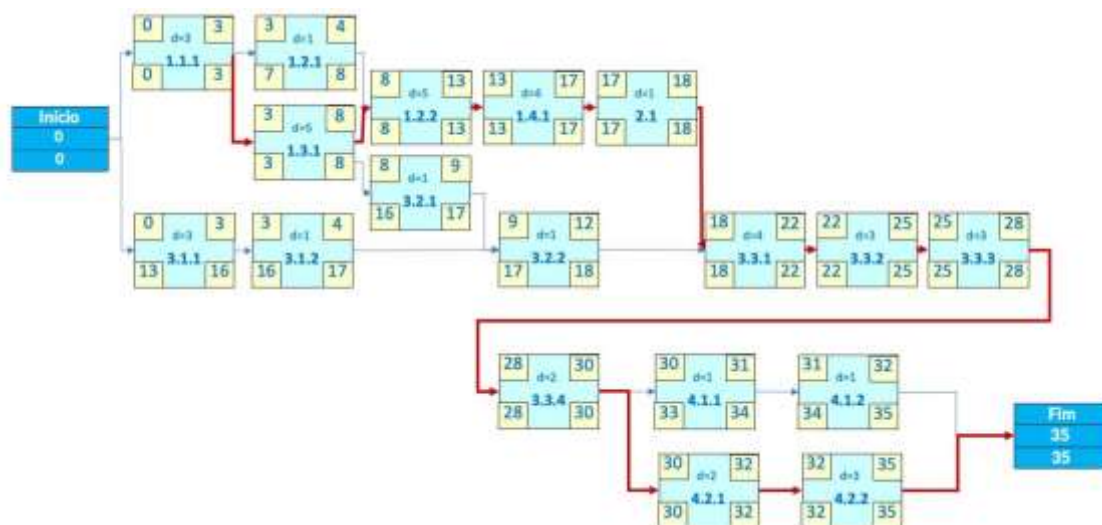 Inicio
0
0
0 3
d=3
1.1.1
0 3
3 4
d=1
1.2.1
7 8
3 8
d=5
1.3.1
3 8
8 13
d=5
1.2.2
8 13
13 17
d=4
1.4.1
13 17
17 18
d=1
2.1
17 18
8 9
d=1
3.2.1
16 17
0 3
d=3
3.1.1
13 16
3 4
d=1
3.1.2
16 17
9 12
d=1
3.2.2
17 18
18 22
d=4
3.3.1
18 22
22 25
d=3
3.3.2
22 25
25 28
d=3
3.3.3
25 28
28 30
d=2
3.3.4
28 30
30 31
d=1
4.1.1
33 34
31 32
d=1
4.1.2
34 35
30 32
d=2
4.2.1
30 32
32 35
d=3
4.2.2
32 35
Fim
35
35